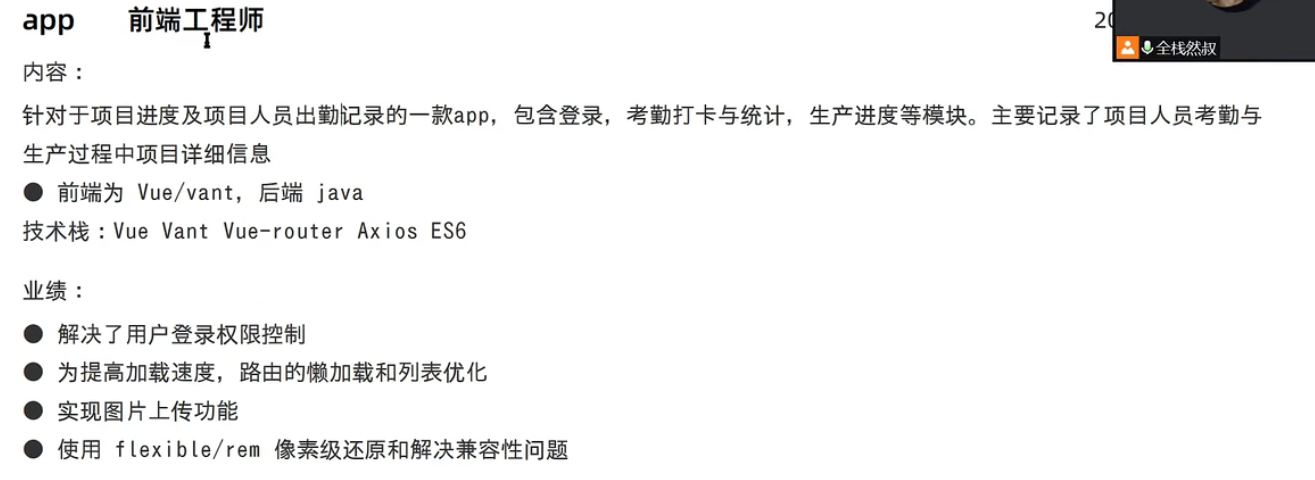 app 前端工程师
20
全栈然叔
内容：
针对于项目进度及项目人员出勤记录的一款app，包含登录，考勤打卡与统计，生产进度等模块。主要记录了项目人员考勤与
生产过程中项目详细信息
● 前端为 Vue/vant，后端 java
技术栈：Vue Vant Vue-router Axios ES6
业绩：
● 解决了用户登录权限控制
● 为提高加载速度，路由的懒加载和列表优化
● 实现图片上传功能
● 使用 flexible/rem 像素级还原和解决兼容性问题